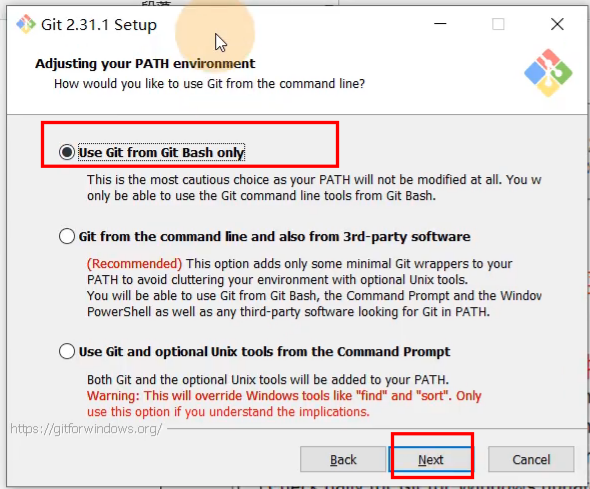 段落
Git 2.31.1 Setup
Adjusting your PATH environment
How would you like to use Git from the command line?
Use Git from Git Bash only
This is the most cautious choice as your PATH will not be modified at all. You w
only be able to use the Git command line tools from Git Bash.
Git from the command line and also from 3rd-party software
(Recommended) This option adds only some minimal Git wrappers to your
PATH to avoid cluttering your environment with optional Unix tools.
You will be able to use Git from Git Bash, the Command Prompt and the Window
PowerShell as well as any third-party software looking for Git in PATH.
Use Git and optional Unix tools from the Command Prompt
Both Git and the optional Unix tools will be added to your PATH.
Warning: This will override Windows tools like "find" and "sort". Only
use this option if you understand the implications.
https://gitforwindows.org/
Back
Next
Cancel